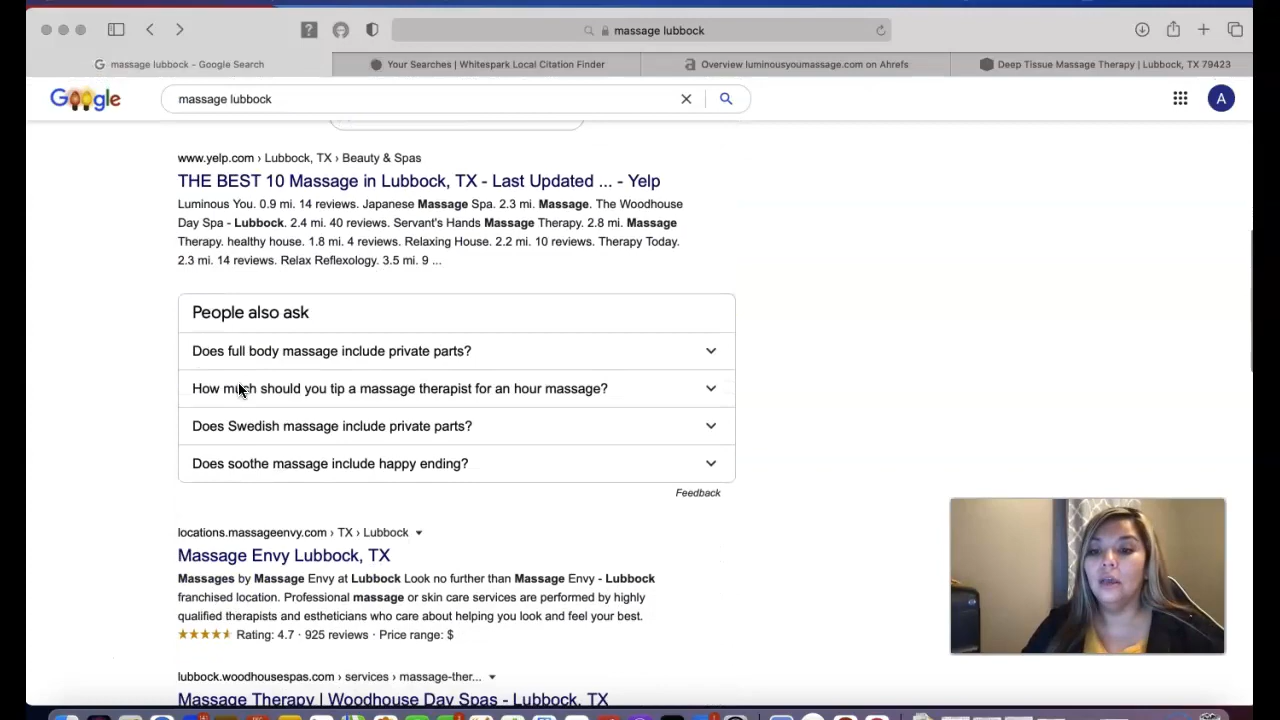 massage lubbock
massage lubbock - Google Search
Your Searches | Whitespark Local Citation Finder
Overview luminousyoumassage.com on Ahrefs
Deep Tissue Massage Therapy | Lubbock, TX 79423
Google
massage lubbock
A
www.yelp.com › Lubbock, TX › Beauty & Spas
THE BEST 10 Massage in Lubbock, TX - Last Updated ... - Yelp
Luminous You. 0.9 mi. 14 reviews. Japanese Massage Spa. 2.3 mi. Massage. The Woodhouse
Day Spa - Lubbock. 2.4 mi. 40 reviews. Servant's Hands Massage Therapy. 2.8 mi. Massage
Therapy. healthy house. 1.8 mi. 4 reviews. Relaxing House. 2.2 mi. 10 reviews. Therapy Today.
2.3 mi. 14 reviews. Relax Reflexology. 3.5 mi. 9 ...
People also ask
Does full body massage include private parts?
How much should you tip a massage therapist for an hour massage?
Does Swedish massage include private parts?
Does soothe massage include happy ending?
Feedback
locations.massageenvy.com › TX › Lubbock
Massage Envy Lubbock, TX
Massages by Massage Envy at Lubbock Look no further than Massage Envy - Lubbock
franchised location. Professional massage or skin care services are performed by highly
qualified therapists and estheticians who care about helping you look and feel your best.
Rating: 4.7 · 925 reviews · Price range: $
lubbock.woodhousespas.com › services › massage-ther...
Massage Therapy | Woodhouse Day Spas - Lubbock, TX